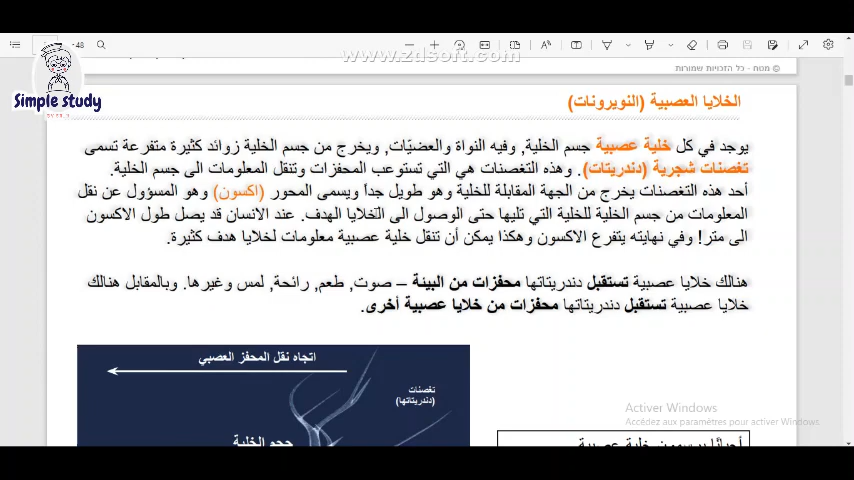 48
www.zdsoft.com
Simple study
© מטח - כל הזכויות שמורות
الخلايا العصبية (النويرونات)
يوجد في كل خلية عصبية جسم الخلية, وفيه النواة والعضيّات, ويخرج من جسم الخلية زوائد كثيرة متفرعة تسمى
تغصنات شجرية (دندريتات). وهذه التغصنات هي التي تستوعب المحفزات وتنقل المعلومات الى جسم الخلية.
أحد هذه التغصنات يخرج من الجهة المقابلة للخلية وهو طويل جداً ويسمى المحور (اكسون) وهو المسؤول عن نقل
المعلومات من جسم الخلية للخلية التي تليها حتى الوصول الى الخلايا الهدف. عند الانسان قد يصل طول الاكسون
الى متر! وفي نهايته يتفرع الاكسون وهكذا يمكن أن تنقل خلية عصبية معلومات لخلايا هدف كثيرة.
هنالك خلايا عصبية تستقبل دندريتاتها محفزات من البيئة – صوت, طعم, رائحة, لمس وغيرها. وبالمقابل هنالك
خلايا عصبية تستقبل دندريتاتها محفزات من خلايا عصبية أخرى.
اتجاه نقل المحفز العصبي
تغصنات
(دندريتاتها)
الخلية
Activer Windows
Accédez aux paramètres pour activer Windows.
خلية عصبية